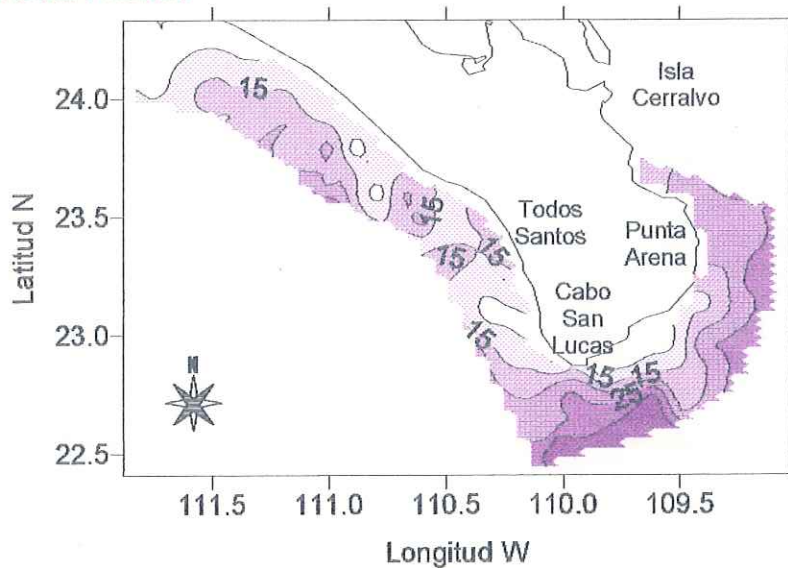 Isla
Cerralvo
24.0
15
23.5
15
Todos
Santos
Punta
Arena
15
15
Cabo
San
Lucas
23.0
15
15
15
25
N
22.5
Latitud N
111.5
111.0
110.5
110.0
109.5
Longitud W